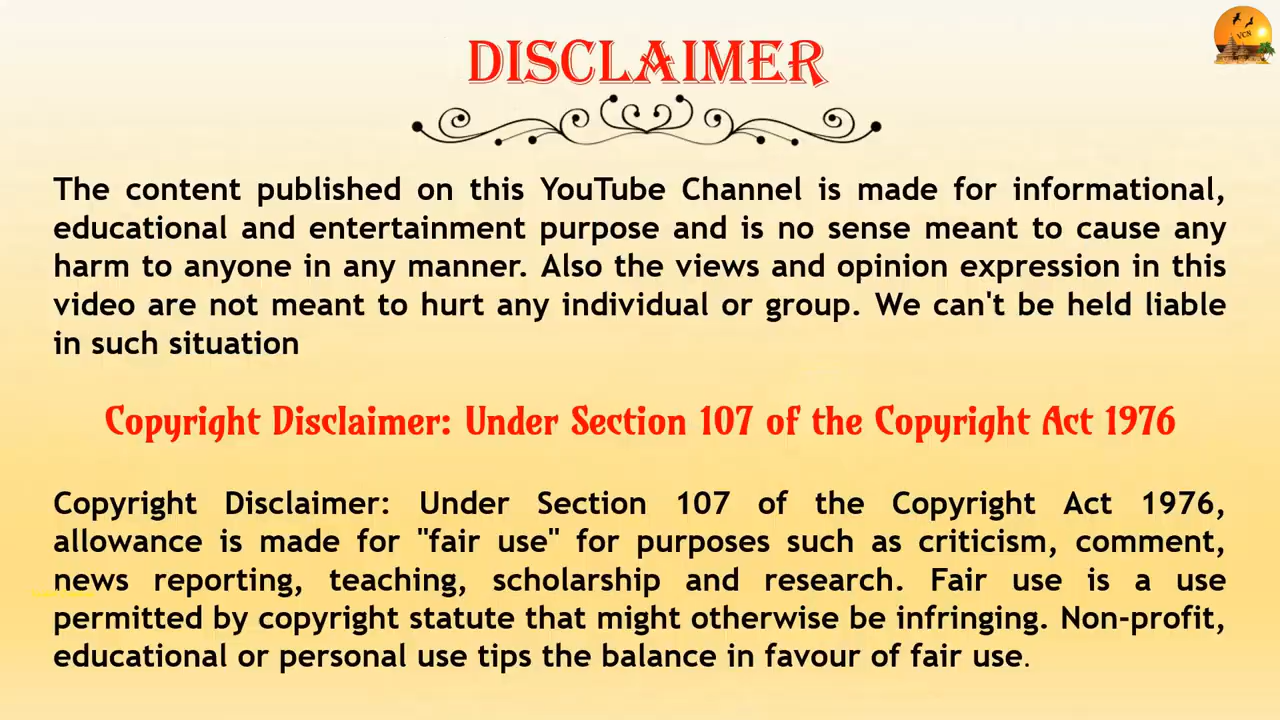 VCN
DISCLAIMER
The content published on this YouTube Channel is made for informational,
educational and entertainment purpose and is no sense meant to cause any
harm to anyone in any manner. Also the views and opinion expression in this
video are not meant to hurt any individual or group. We can't be held liable
in such situation
Copyright Disclaimer: Under Section 107 of the Copyright Act 1976
Copyright Disclaimer: Under Section 107 of the Copyright Act 1976,
allowance is made for "fair use" for purposes such as criticism, comment,
news reporting, teaching, scholarship and research. Fair use is a use
permitted by copyright statute that might otherwise be infringing. Non-profit,
educational or personal use tips the balance in favour of fair use.